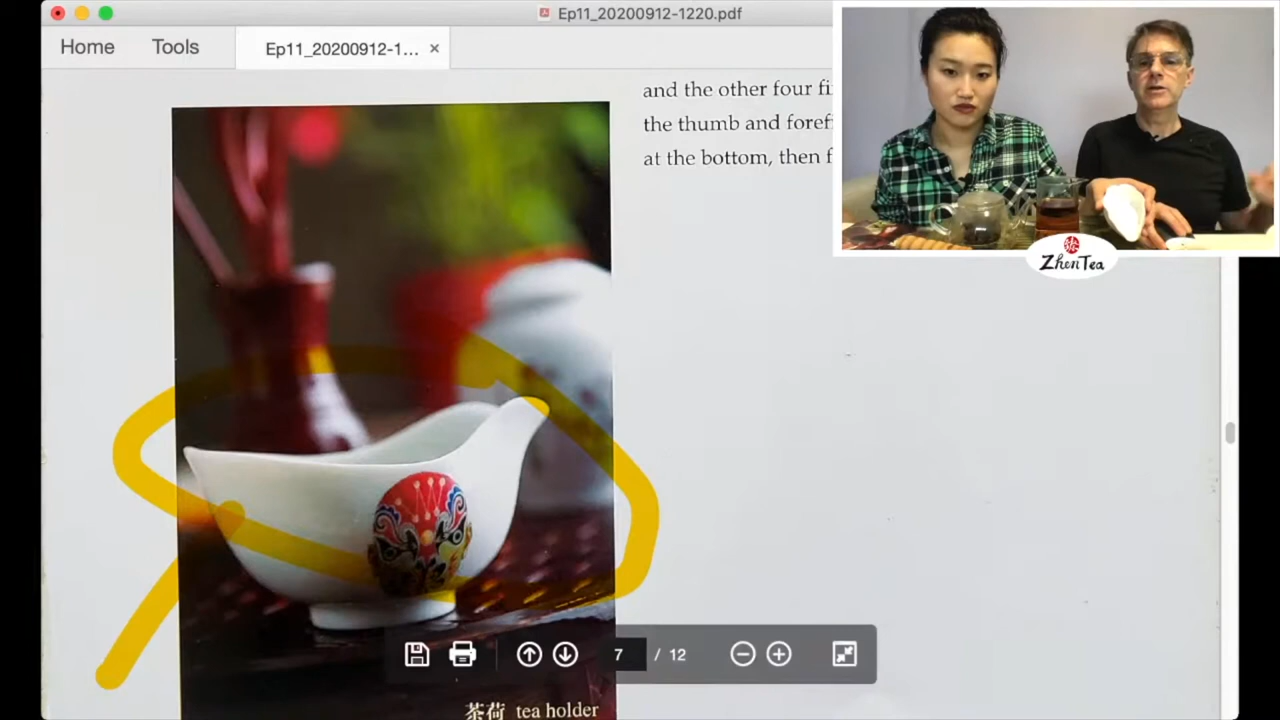 Ep11_20200912-1220.pdf
Home
Tools
Ep11_20200912-1...
and the other four fi
the thumb and forefi
at the bottom, then f
ZhenTea
7 / 12
茶荷 tea holder